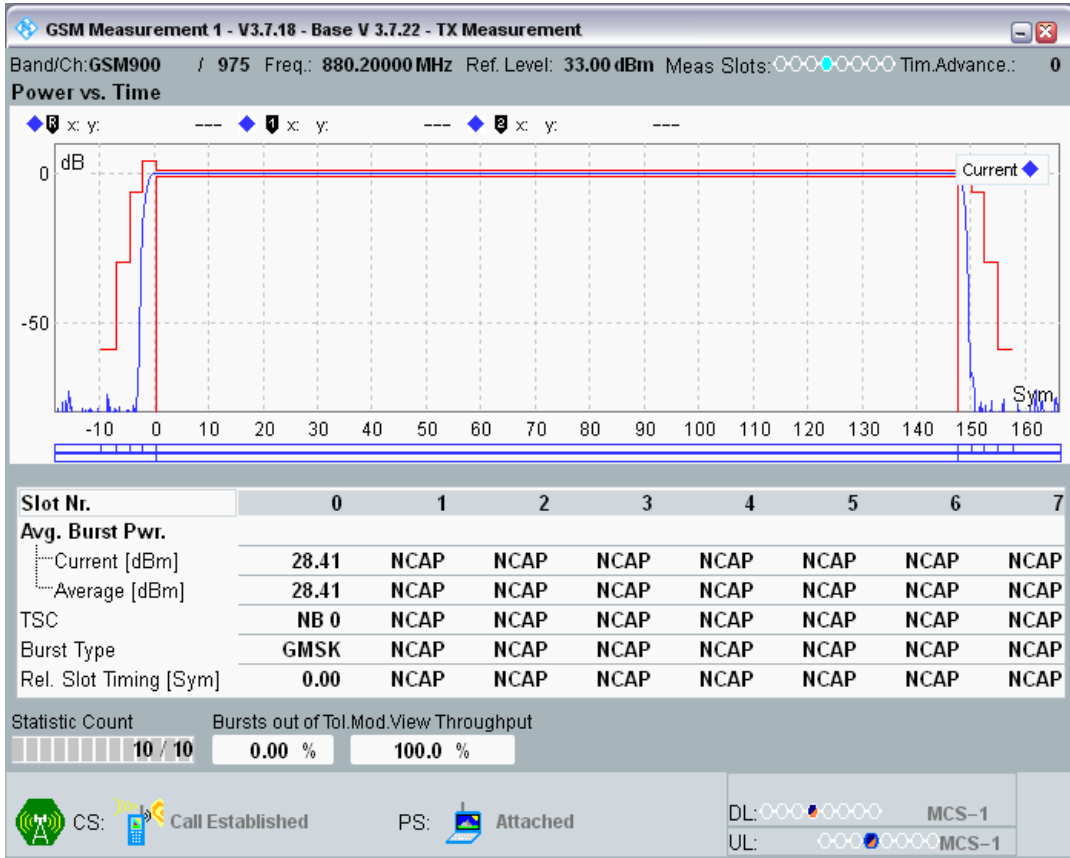 GSM Measurement 1 - V3.7.18 - Base V 3.7.22 - TX Measurement
Band/Ch:GSM900 / 975 Freq.: 880.20000 MHz Ref. Level: 33.00 dBm Meas Slots: Tim.Advance.: 0
Power vs. Time
R x: y: --- 1 x: y: --- 2 x: y: ---
dB
Current
0
-50
Sym
-10 0 10 20 30 40 50 60 70 80 90 100 110 120 130 140 150 160
Slot Nr. 0 1 2 3 4 5 6 7
Avg. Burst Pwr.
Current [dBm] 28.41 NCAP NCAP NCAP NCAP NCAP NCAP NCAP
Average [dBm] 28.41 NCAP NCAP NCAP NCAP NCAP NCAP NCAP
TSC NB 0 NCAP NCAP NCAP NCAP NCAP NCAP NCAP
Burst Type GMSK NCAP NCAP NCAP NCAP NCAP NCAP NCAP
Rel. Slot Timing [Sym] 0.00 NCAP NCAP NCAP NCAP NCAP NCAP NCAP
Statistic Count Bursts out of Tol. Mod.View Throughput
10 / 10 0.00 % 100.0 %
CS: Call Established PS: Attached
DL: MCS-1
UL: MCS-1